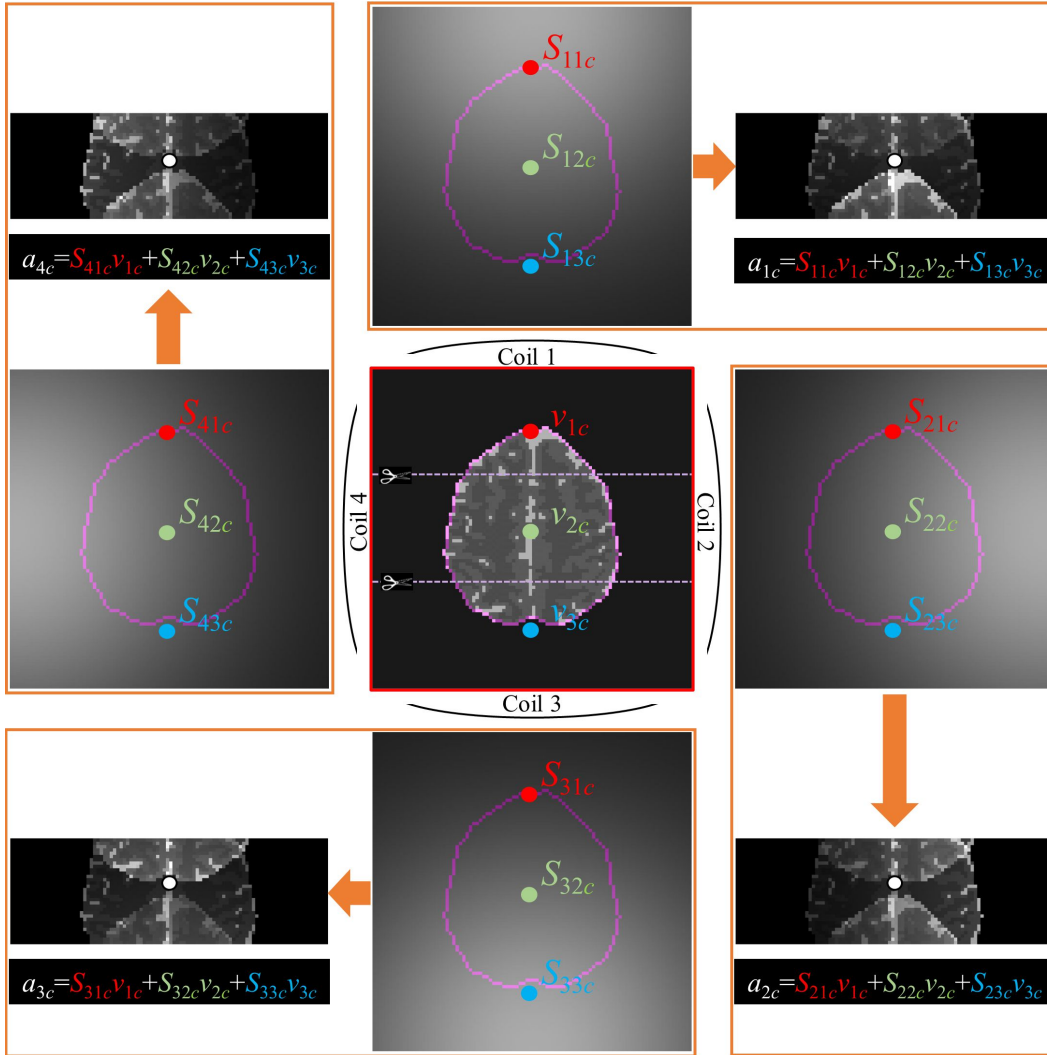 S₁₁c
S₁₂c
S₁₃c
a₄c=S₄₁cv₁c+S₄₂cv₂c+S₄₃cv₃c
a₁c=S₁₁cv₁c+S₁₂cv₂c+S₁₃cv₃c
Coil 1
S₄₁c
S₄₂c
S₄₃c
Coil 4
v₁c
v₂c
v₃c
Coil 2
S₂₁c
S₂₂c
S₂₃c
Coil 3
S₃₁c
S₃₂c
S₃₃c
a₃c=S₃₁cv₁c+S₃₂cv₂c+S₃₃cv₃c
a₂c=S₂₁cv₁c+S₂₂cv₂c+S₂₃cv₃c